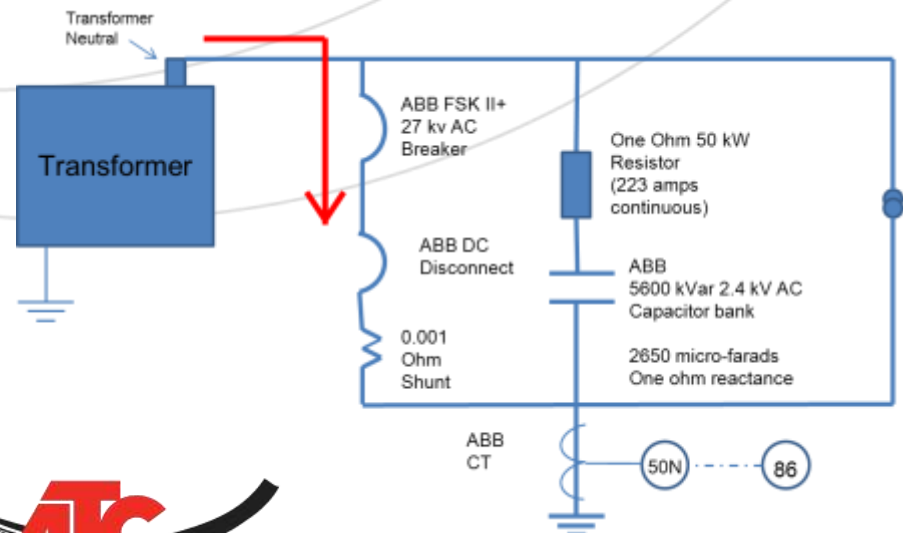 Transformer
Neutral
Transformer
ABB FSK II+
27 kv AC
Breaker
ABB DC
Disconnect
0.001
Ohm
Shunt
One Ohm 50 kW
Resistor
(223 amps
continuous)
ABB
5600 kVar 2.4 kV AC
Capacitor bank
2650 micro-farads
One ohm reactance
ABB
CT
50N
86
ATC